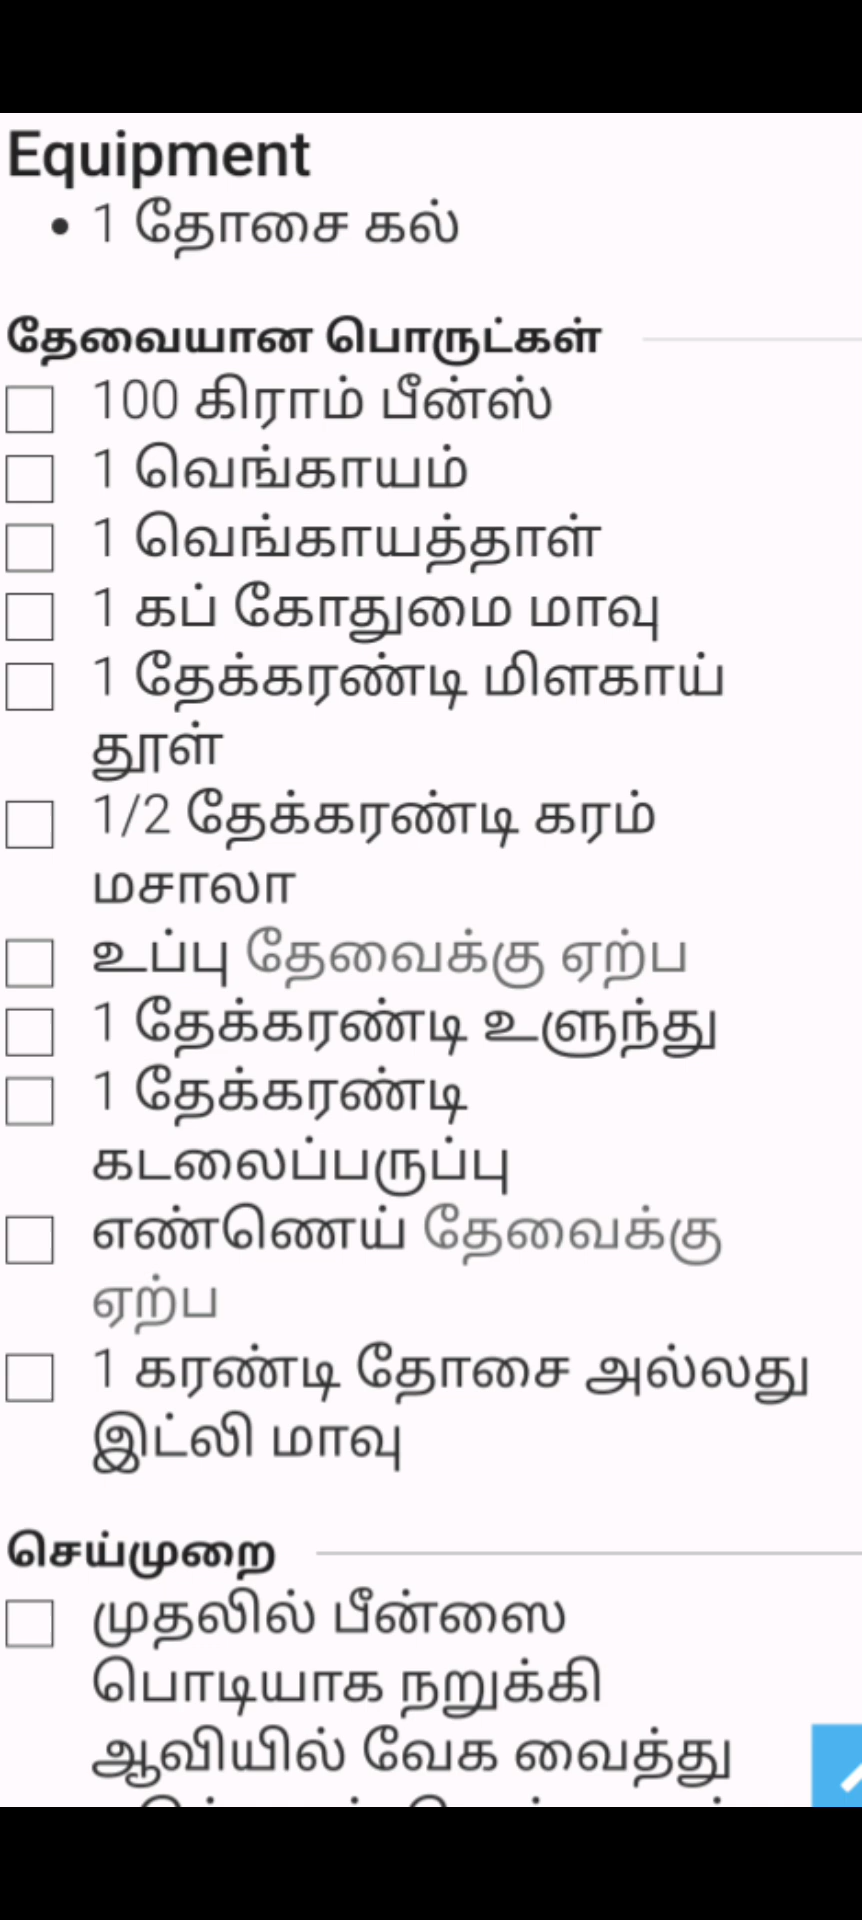 Equipment
• 1 தோசை கல்
தேவையான பொருட்கள்
100 கிராம் பீன்ஸ்
1 வெங்காயம்
1 வெங்காயத்தாள்
1 கப் கோதுமை மாவு
1 தேக்கரண்டி மிளகாய்
தூள்
1/2 தேக்கரண்டி கரம்
மசாலா
உப்பு தேவைக்கு ஏற்ப
1 தேக்கரண்டி உளுந்து
1 தேக்கரண்டி
கடலைப்பருப்பு
எண்ணெய் தேவைக்கு
ஏற்ப
1 கரண்டி தோசை அல்லது
இட்லி மாவு
செய்முறை
முதலில் பீன்ஸை
பொடியாக நறுக்கி
ஆவியில் வேக வைத்து